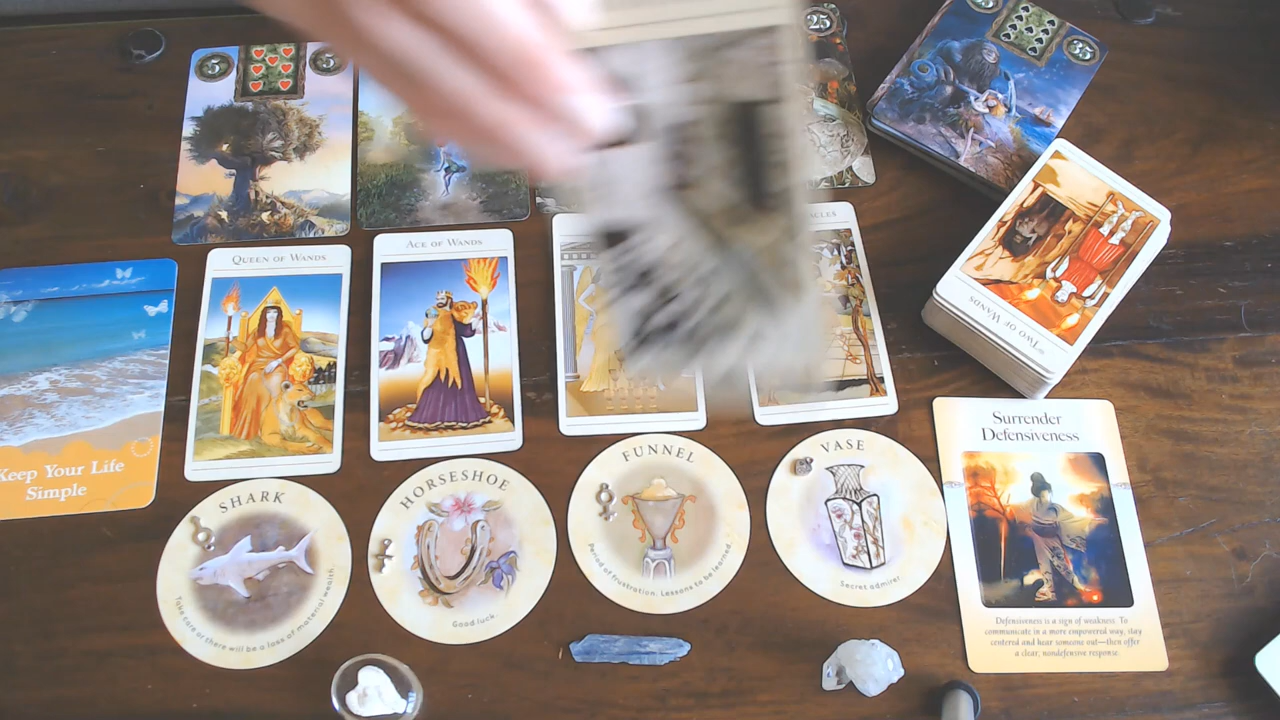 5
5
25
35
QUEEN OF WANDS
ACE OF WANDS
TWO OF WANDS
Keep Your Life
Simple
SHARK
Take care or there will be a loss of material wealth.
HORSESHOE
Good luck.
FUNNEL
Period of frustration. Lessons to be learned.
VASE
Secret admirer
Surrender
Defensiveness
Defensiveness is a sign of weakness. To
communicate in a more empowered way, stay
centered and hear someone out—then offer
a clear, nondefensive response.